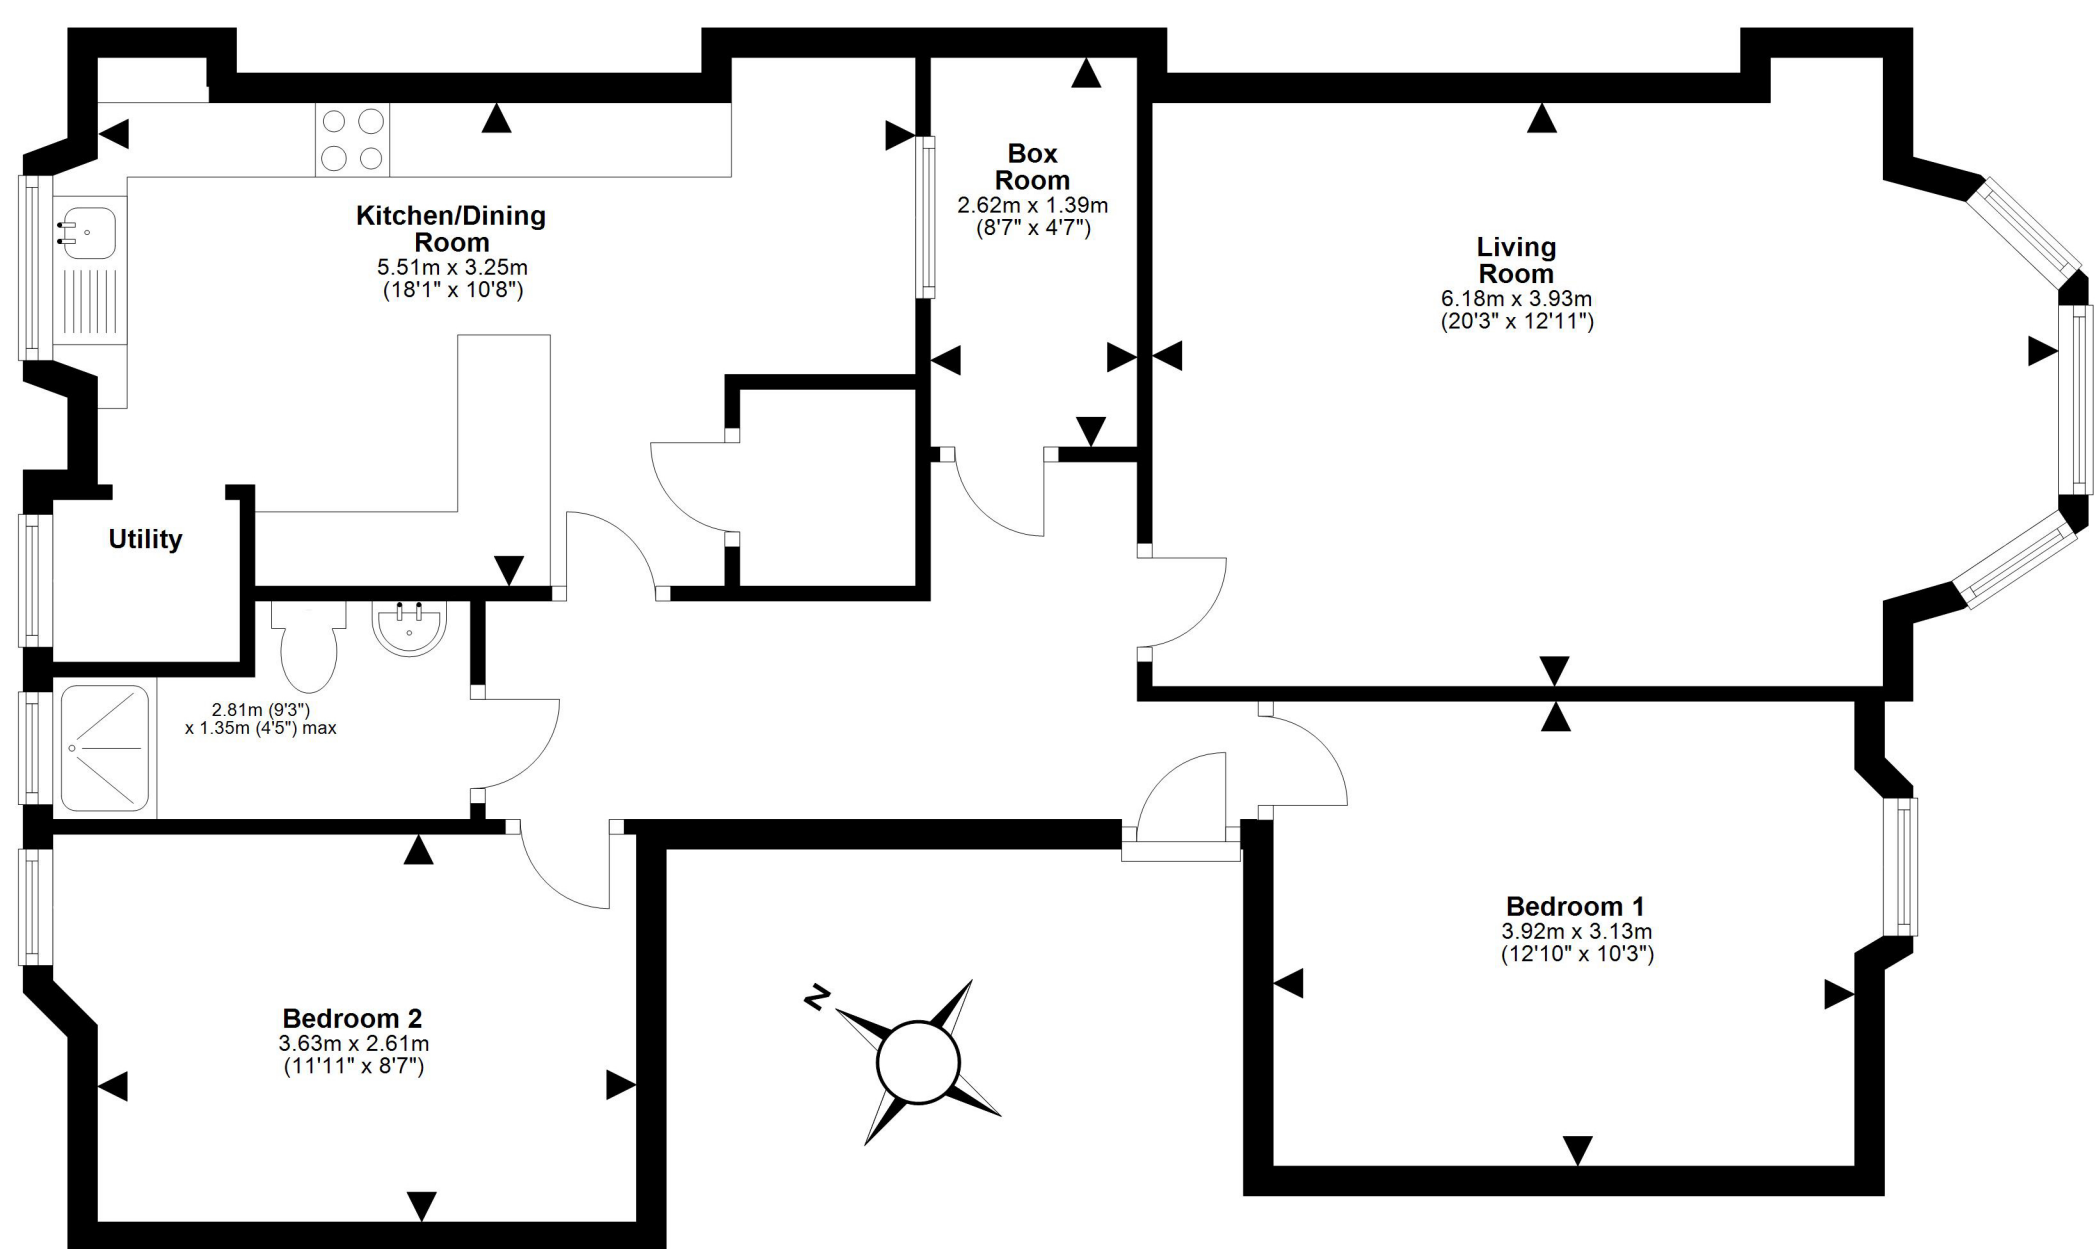 Kitchen/Dining
Room
5.51m x 3.25m
(18'1" x 10'8")
Box
Room
2.62m x 1.39m
(8'7" x 4'7")
Living
Room
6.18m x 3.93m
(20'3" x 12'11")
Utility
2.81m (9'3")
x 1.35m (4'5") max
Bedroom 1
3.92m x 3.13m
(12'10" x 10'3")
Bedroom 2
3.63m x 2.61m
(11'11" x 8'7")
N